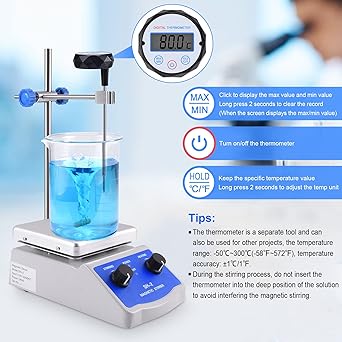 80.0℃
DIGITAL THERMOMETER
MAX
MIN
Click to display the max value and min value
Long press 2 seconds to clear the record
(When the screen displays the max/min value)
Turn on/off the thermometer
HOLD
℃/℉
Keep the specific temperature value
Long press 2 seconds to adjust the temp unit
Tips:
• The thermometer is a separate tool and can
also be used for other projects, the temperature
range: -50℃~300℃(-58℉~572℉), temperature
accuracy: ±1℃/1℉.
• During the stirring process, do not insert the
thermometer into the deep position of the solution
to avoid interfering the magnetic stirring.
SH-2
MAGNETIC STIRRER